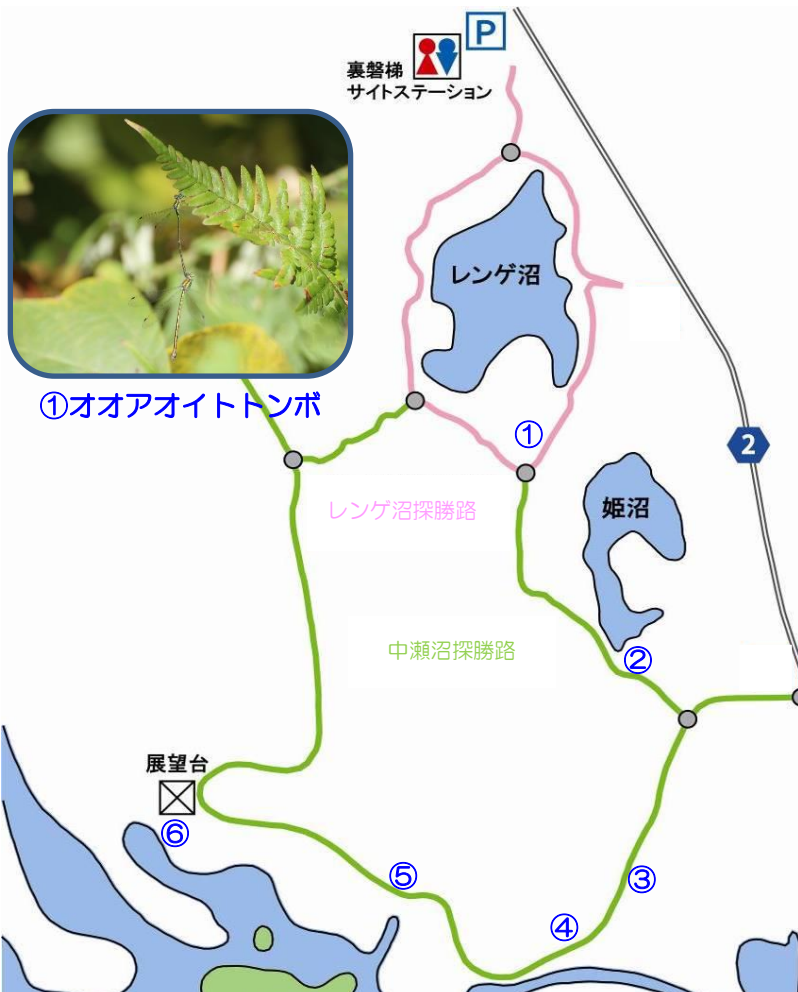 P
裏磐梯
サイトステーション
レンゲ沼
①オオアオイトトンボ
①
2
レンゲ沼探勝路
姫沼
中瀬沼探勝路
②
展望台
⑥
⑤
③
④